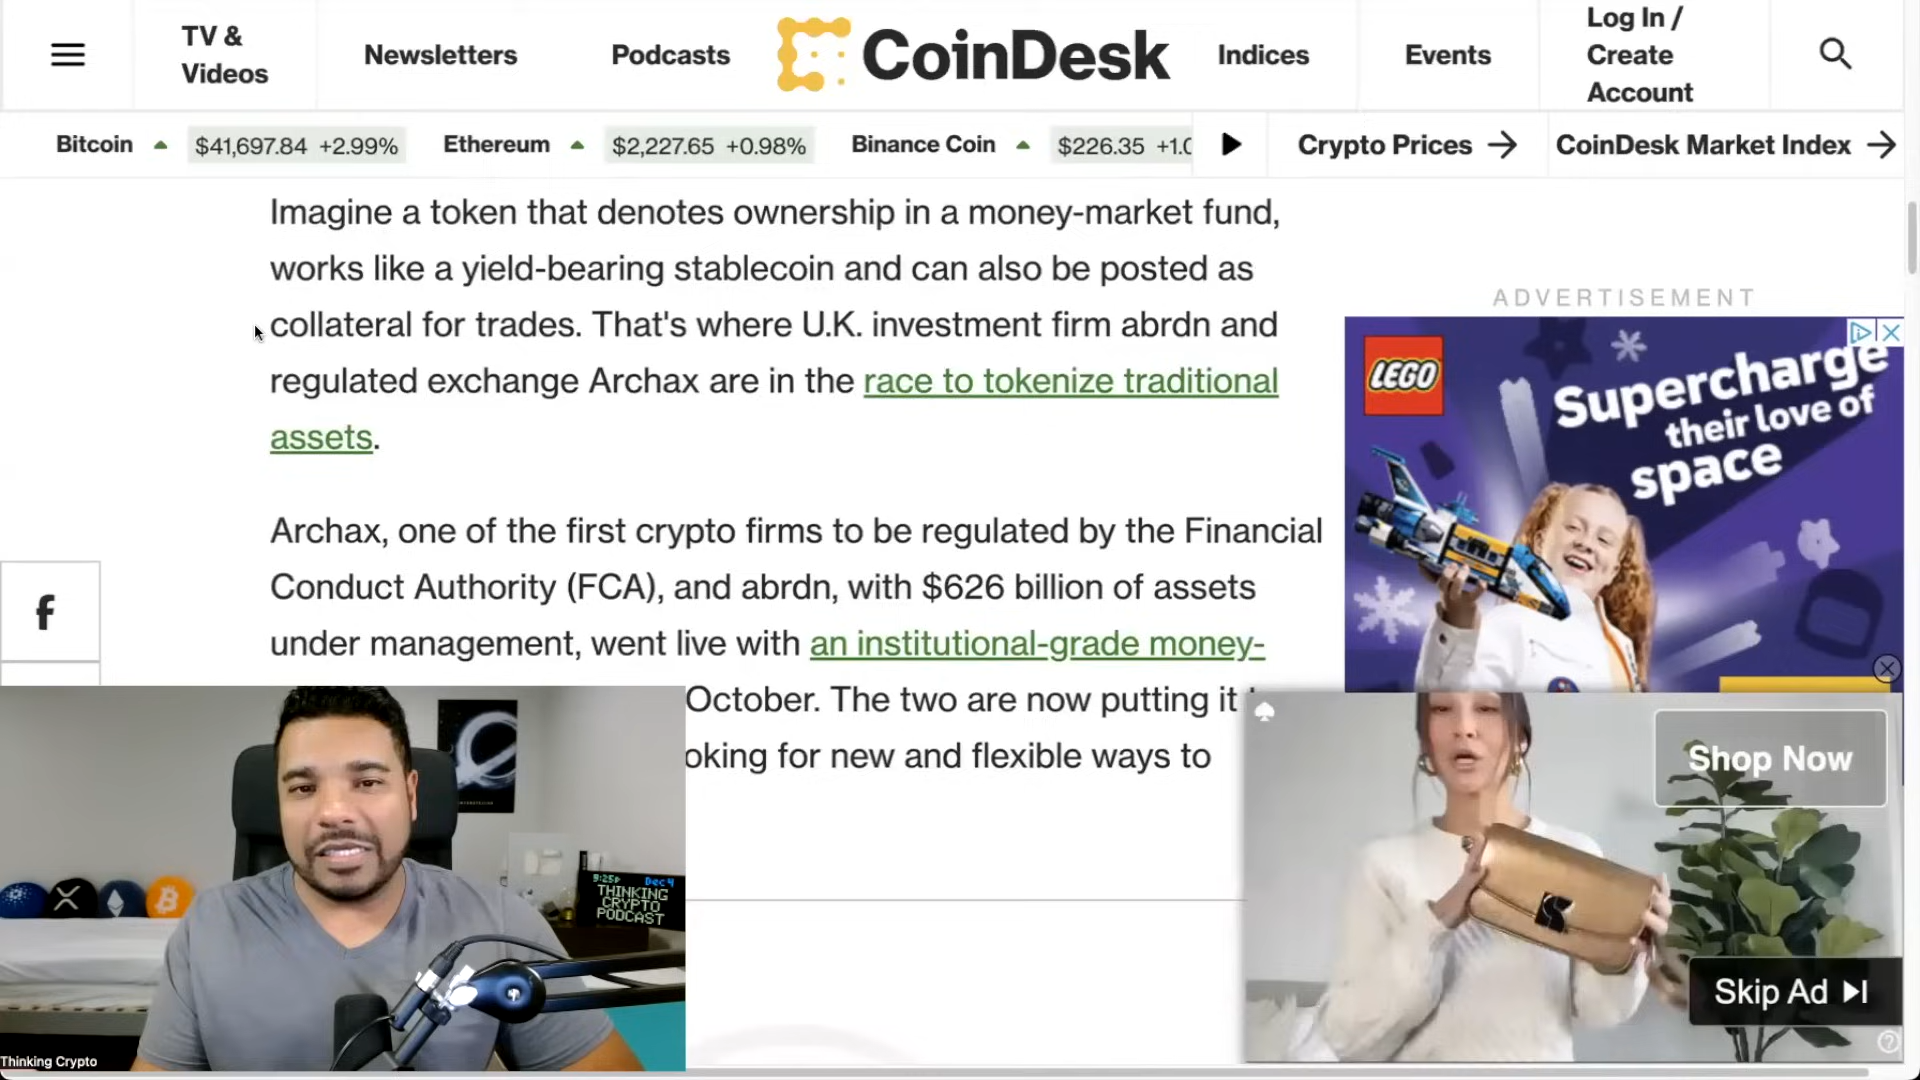 TV &
Videos
Newsletters
Podcasts
CoinDesk
Indices
Events
Log In /
Create
Account
Bitcoin $41,697.84 +2.99% Ethereum $2,227.65 +0.98% Binance Coin $226.35 +1.0
Crypto Prices
CoinDesk Market Index
Imagine a token that denotes ownership in a money-market fund,
works like a yield-bearing stablecoin and can also be posted as
collateral for trades. That's where U.K. investment firm abrdn and
regulated exchange Archax are in the race to tokenize traditional
assets.
Archax, one of the first crypto firms to be regulated by the Financial
Conduct Authority (FCA), and abrdn, with $626 billion of assets
under management, went live with an institutional-grade money-
October. The two are now putting it
oking for new and flexible ways to
f
ADVERTISEMENT
LEGO
Supercharge
their love of
space
Shop Now
Skip Ad
9:25P Dec 4
THINKING
CRYPTO
PODCAST
Thinking Crypto